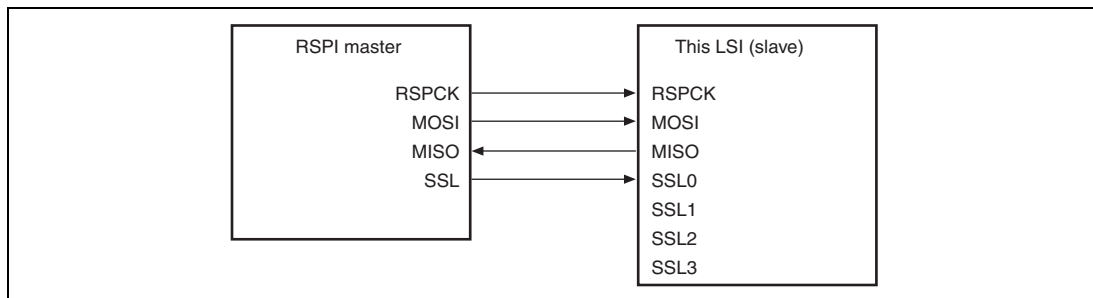 RSPI master
RSPCK
MOSI
MISO
SSL
This LSI (slave)
RSPCK
MOSI
MISO
SSL0
SSL1
SSL2
SSL3